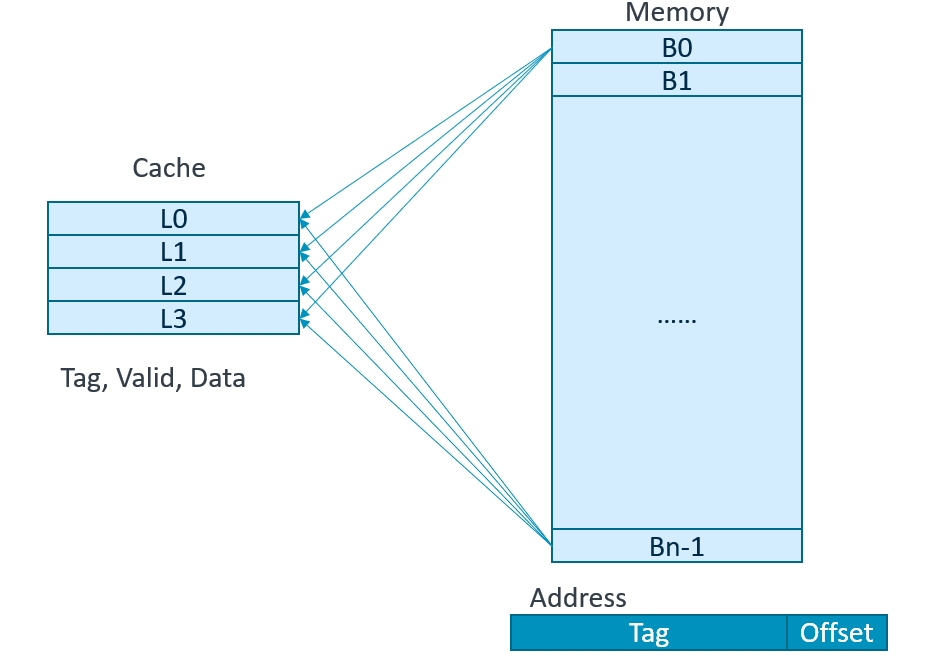 Memory
B0
B1
Cache
L0
L1
L2
L3
......
Tag, Valid, Data
Bn-1
Address
Tag
Offset